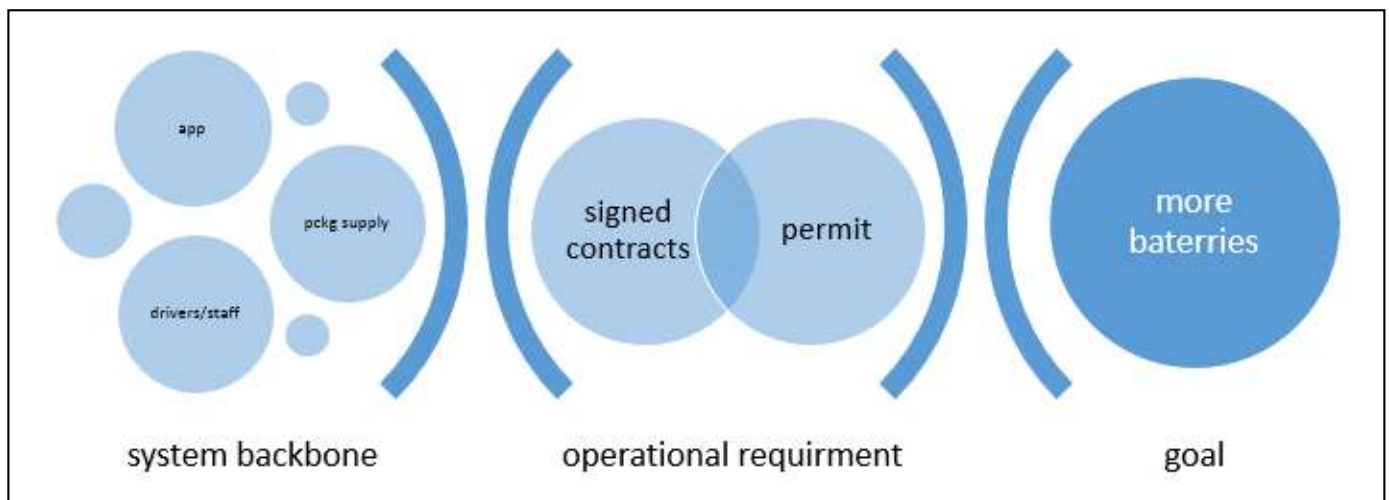 app
pckg supply
drivers/staff
signed
contracts
permit
more
baterries
system backbone
operational requirment
goal